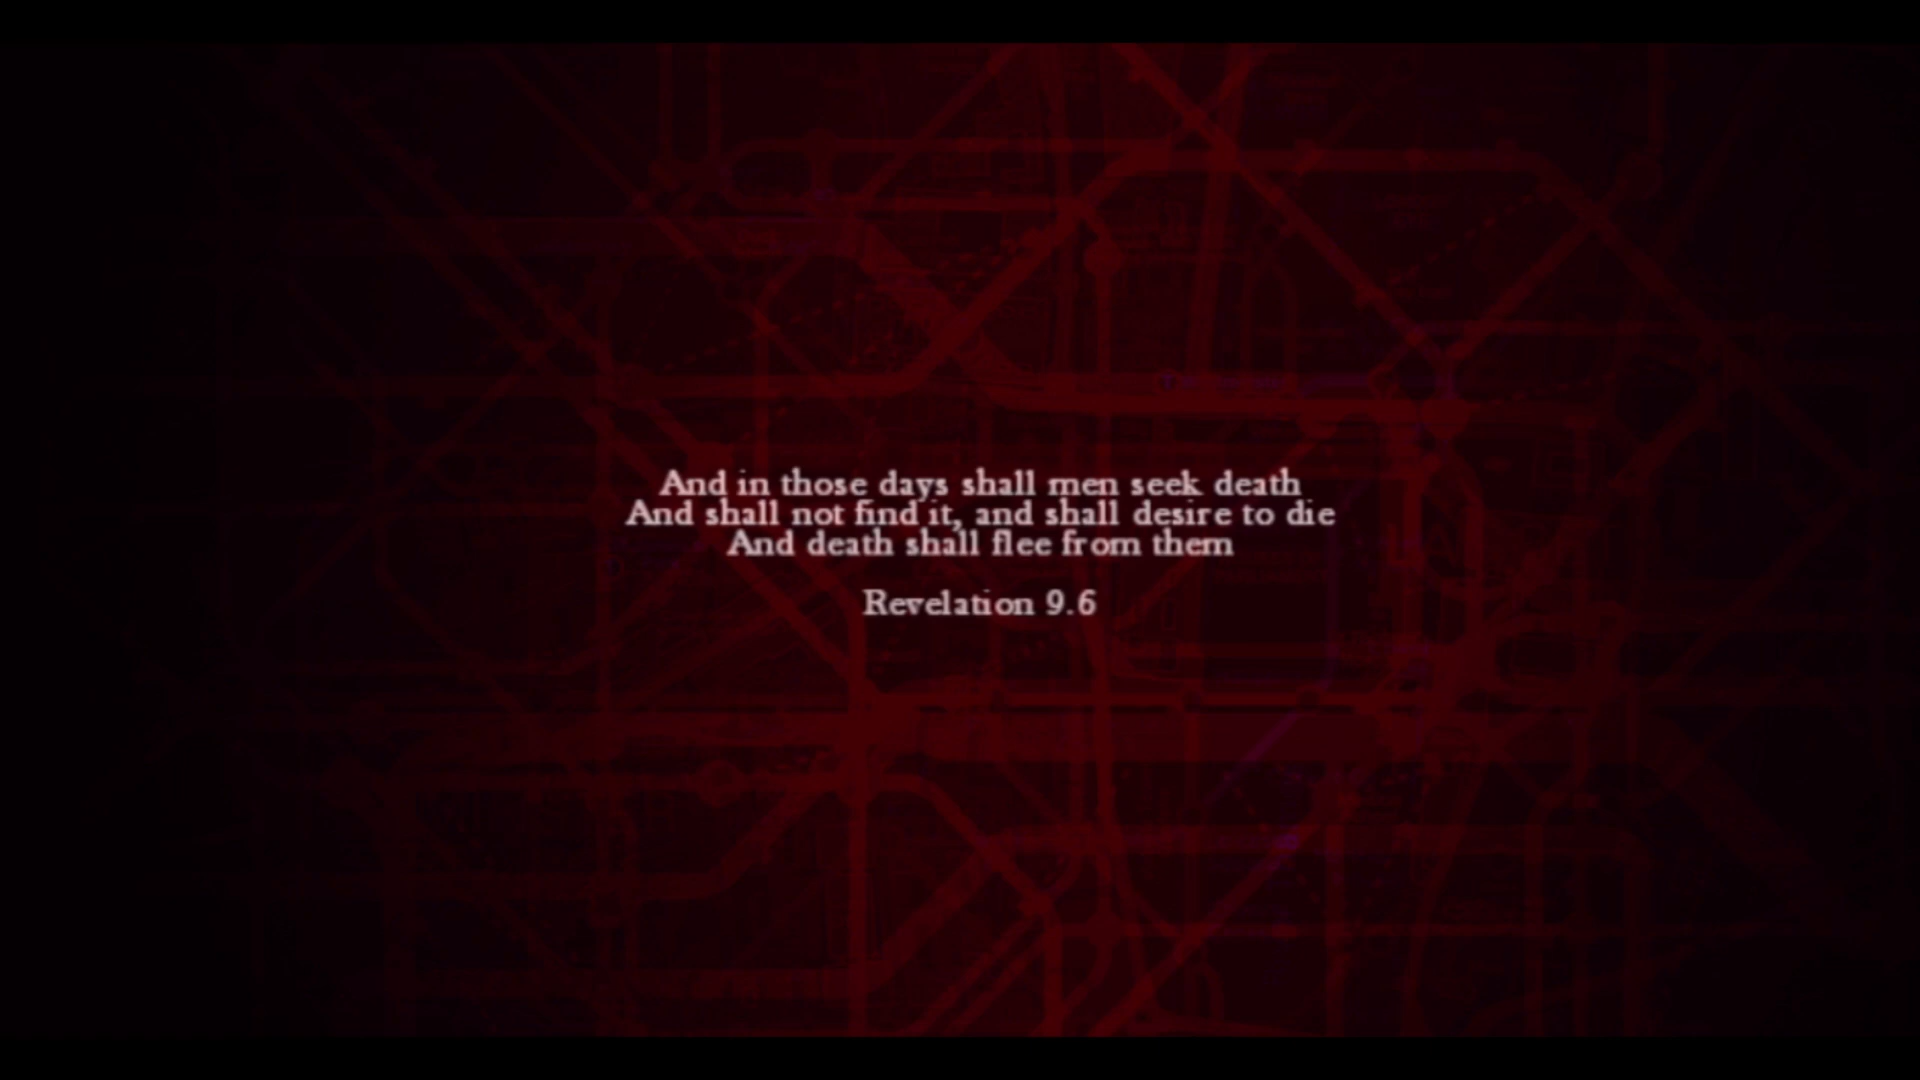 And in those days shall men seek death
And shall not find it, and shall desire to die
And death shall flee from them
Revelation 9.6